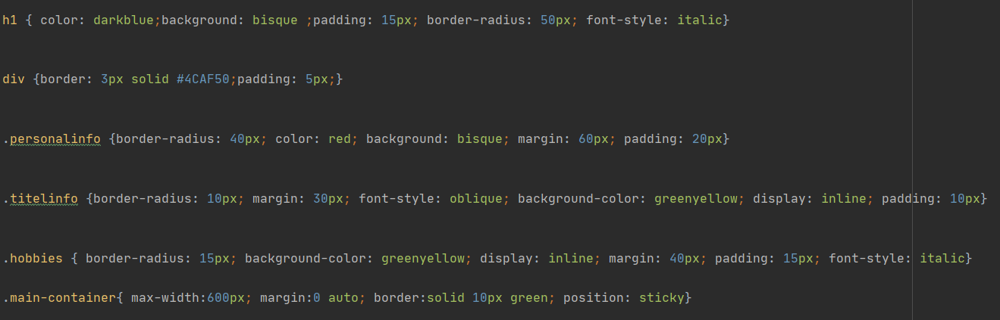 h1 { color: darkblue;background: bisque ;padding: 15px; border-radius: 50px; font-style: italic}
div {border: 3px solid #4CAF50;padding: 5px;}
.personalinfo {border-radius: 40px; color: red; background: bisque; margin: 60px; padding: 20px}
.titelinfo {border-radius: 10px; margin: 30px; font-style: oblique; background-color: greenyellow; display: inline; padding: 10px}
.hobbies { border-radius: 15px; background-color: greenyellow; display: inline; margin: 40px; padding: 15px; font-style: italic}
.main-container{ max-width:600px; margin:0 auto; border:solid 10px green; position: sticky}